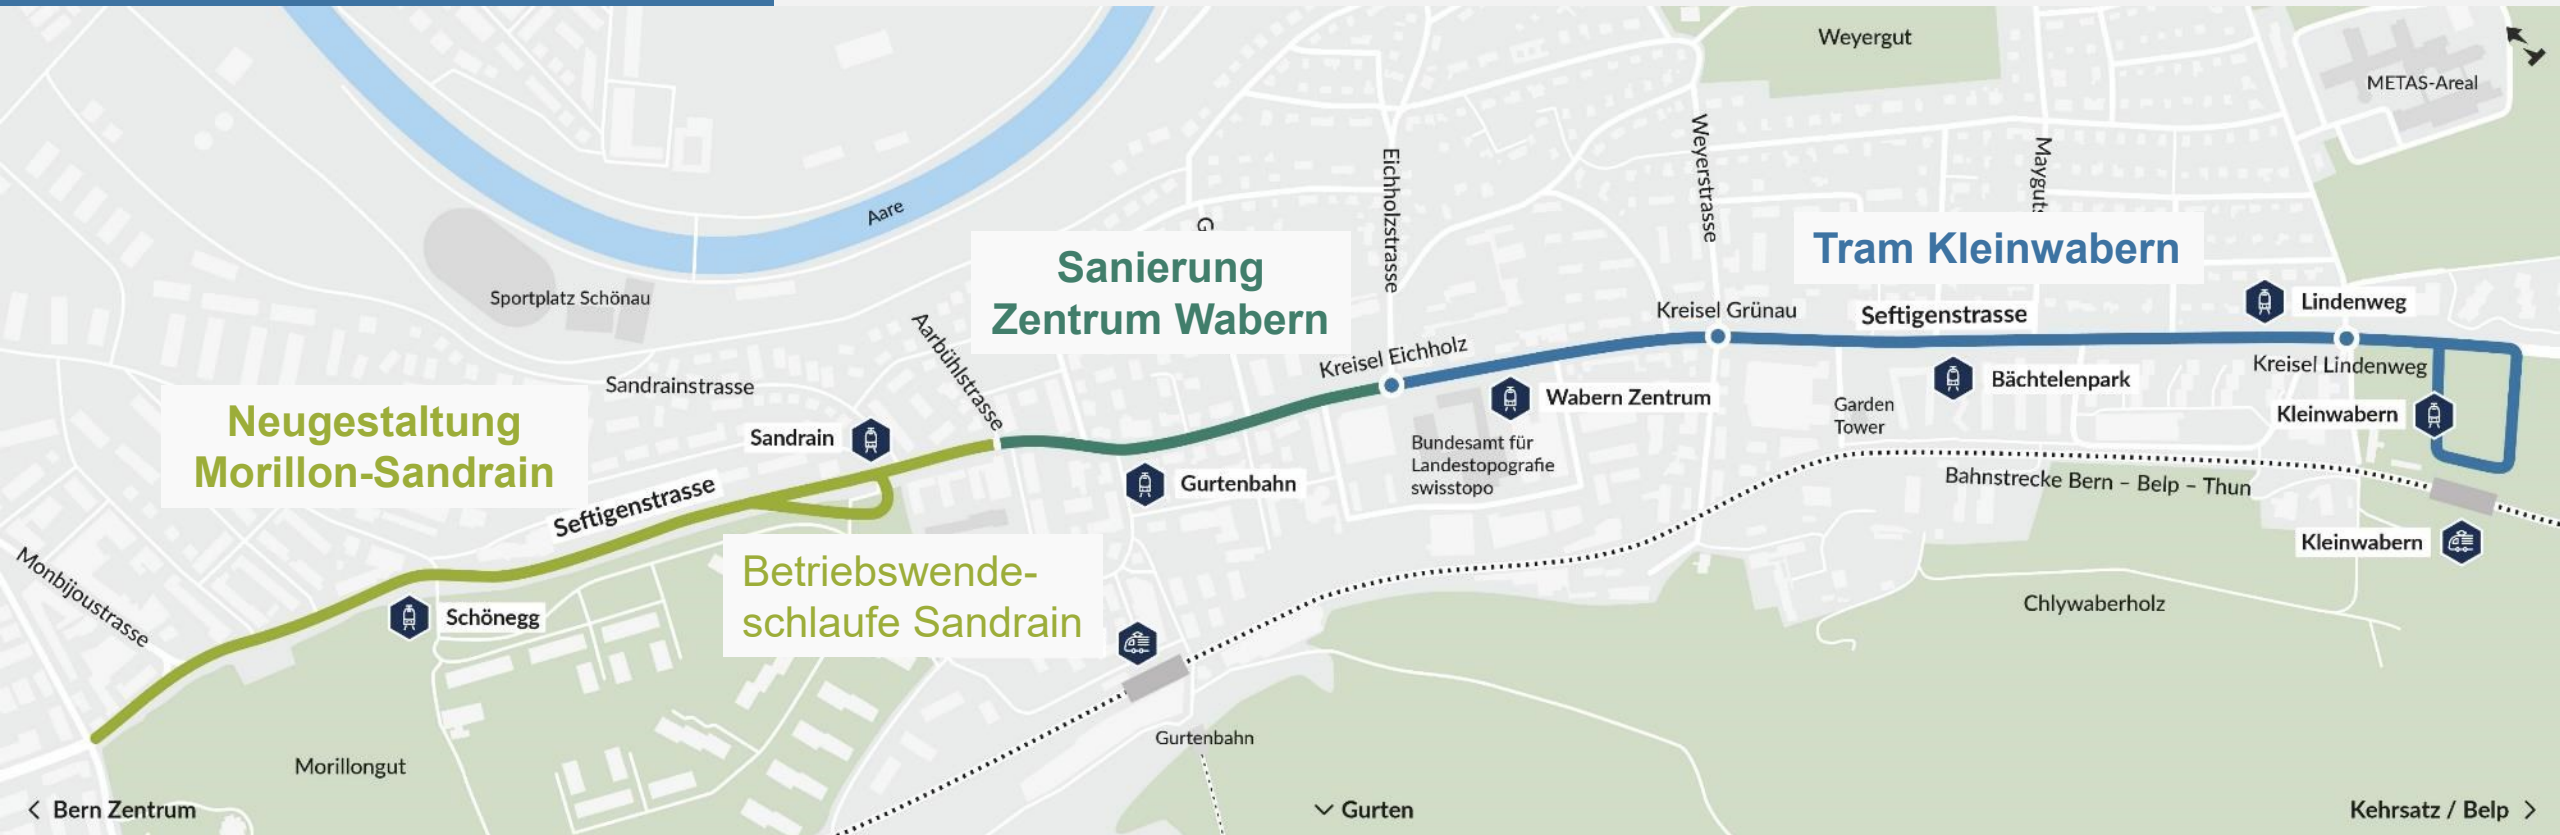 Weyergut
METAS-Areal
Weyerstrasse
Eichholzstrasse
Aare
Tram Kleinwabern
Sanierung
Zentrum Wabern
Sportplatz Schönau
Lindenweg
Kreisel Grünau
Seftigenstrasse
Aarbühlstrasse
Kreisel Eichholz
Kreisel Lindenweg
Bächtelenpark
Sandrainstrasse
Wabern Zentrum
Garden
Tower
Kleinwabern
Neugestaltung
Morillon-Sandrain
Sandrain
Bundesamt für
Landestopografie
swisstopo
Gurtenbahn
Bahnstrecke Bern – Belp – Thun
Seftigenstrasse
Kleinwabern
Betriebswende-
schlaufe Sandrain
Monbijoustrasse
Schönegg
Chlywaberholz
Gurtenbahn
Morillongut
< Bern Zentrum
Gurten
Kehrsatz / Belp >